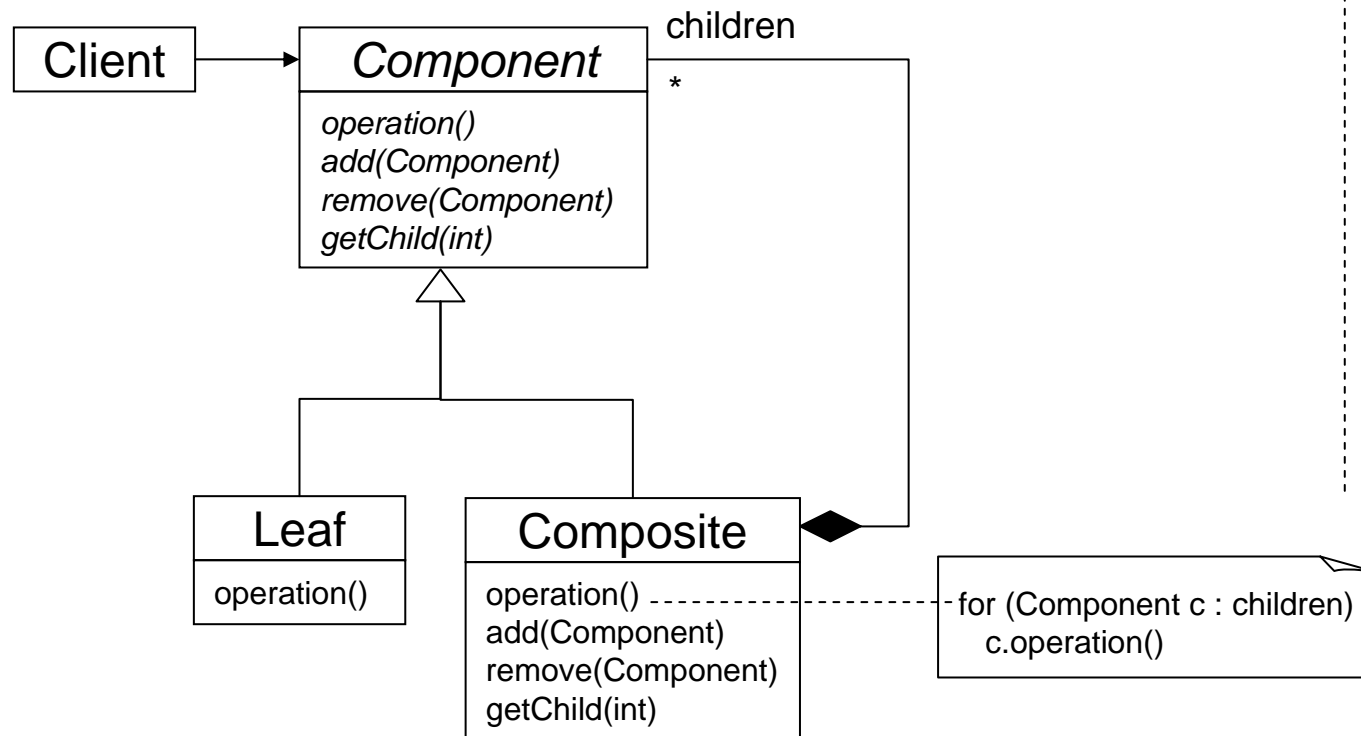 children
Client
Component
*
operation()
add(Component)
remove(Component)
getChild(int)
Leaf
operation()
Composite
operation()
add(Component)
remove(Component)
getChild(int)
for (Component c : children)
c.operation()